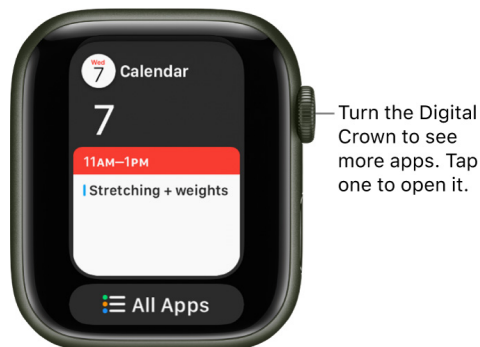 Wed
7
Calendar
7
11AM–1PM
Stretching + weights
All Apps
Turn the Digital
Crown to see
more apps. Tap
one to open it.